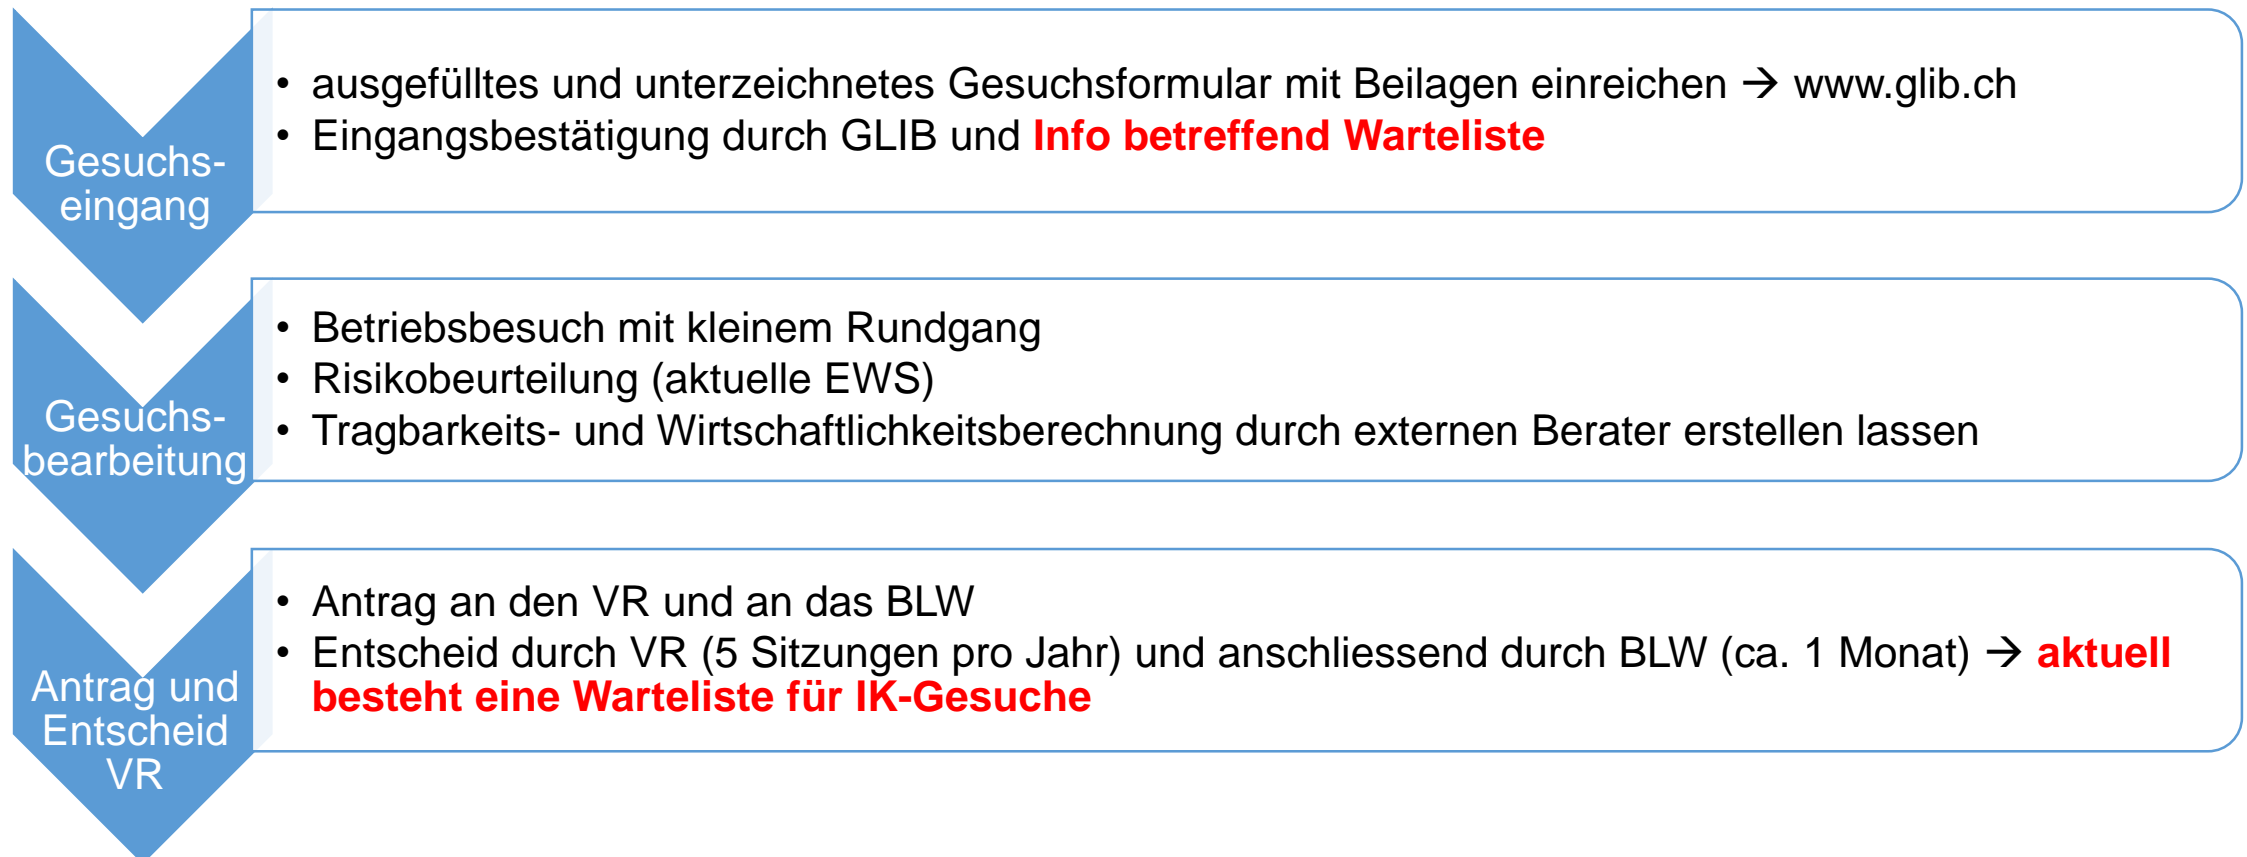 Gesuchs-
eingang
• ausgefülltes und unterzeichnetes Gesuchsformular mit Beilagen einreichen → www.glib.ch
• Eingangsbestätigung durch GLIB und Info betreffend Warteliste
Gesuchs-
bearbeitung
• Betriebsbesuch mit kleinem Rundgang
• Risikobeurteilung (aktuelle EWS)
• Tragbarkeits- und Wirtschaftlichkeitsberechnung durch externen Berater erstellen lassen
Antrag und
Entscheid
VR
• Antrag an den VR und an das BLW
• Entscheid durch VR (5 Sitzungen pro Jahr) und anschliessend durch BLW (ca. 1 Monat) → aktuell
besteht eine Warteliste für IK-Gesuche